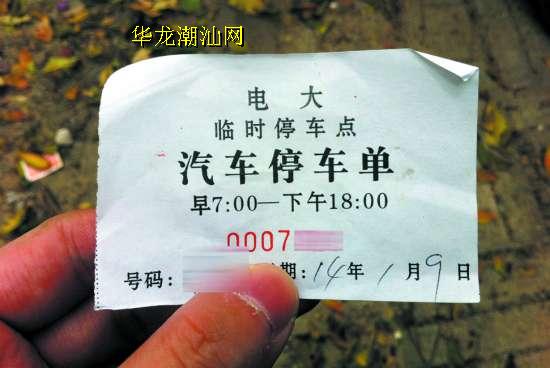 华龙潮汕网
电大
临时停车点
汽车停车单
早7:00—下午18:00
0007
号码: 期: 14年 1月9日